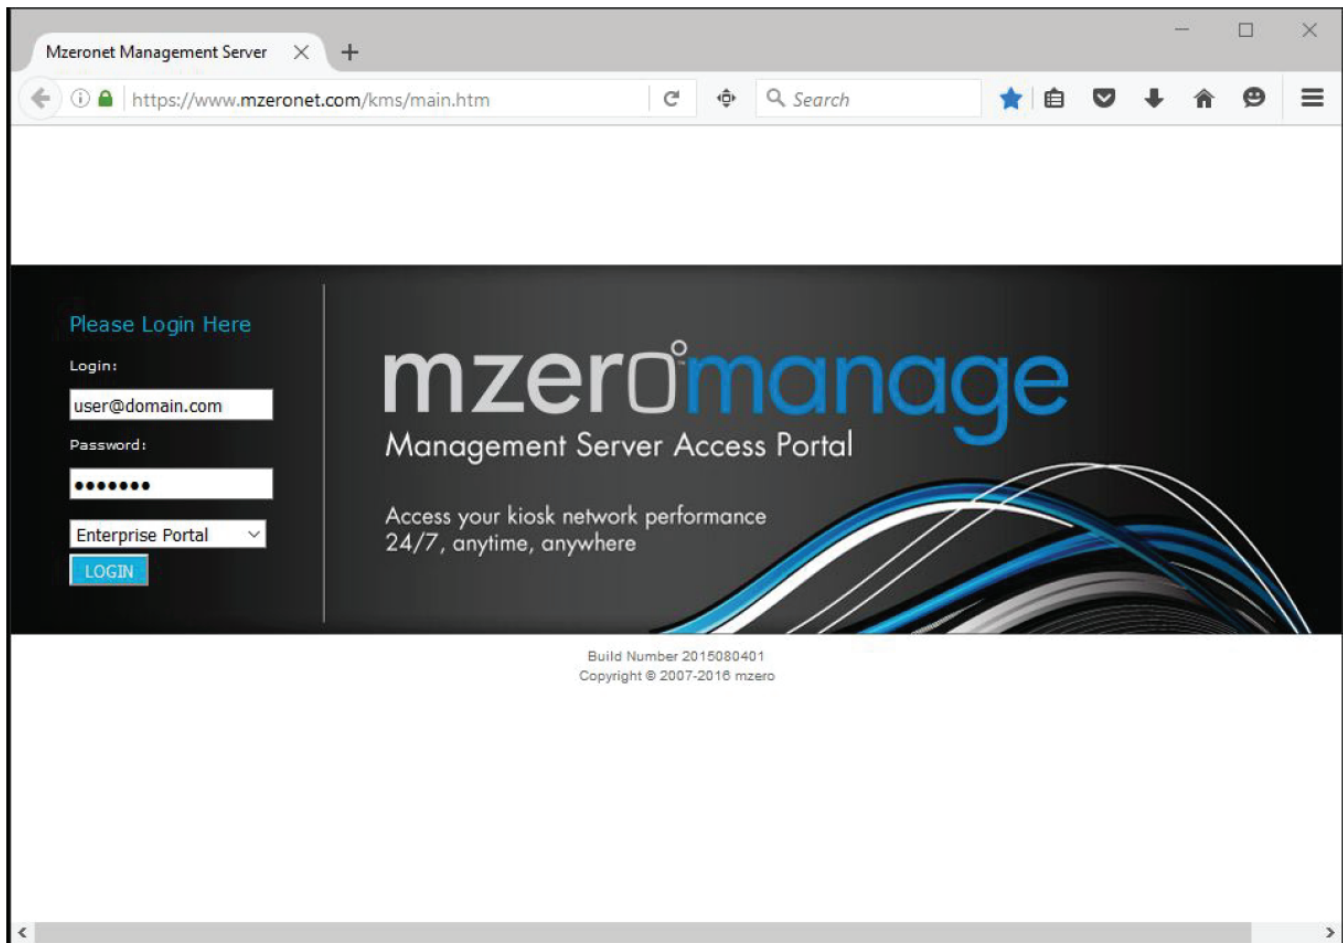 Mzeronet Management Server
https://www.mzeronet.com/kms/main.htm
Search
Please Login Here
Login:
user@domain.com
Password:
•••••••
Enterprise Portal
LOGIN
mzero manage
Management Server Access Portal
Access your kiosk network performance
24/7, anytime, anywhere
Build Number 2015080401
Copyright © 2007-2016 mzero